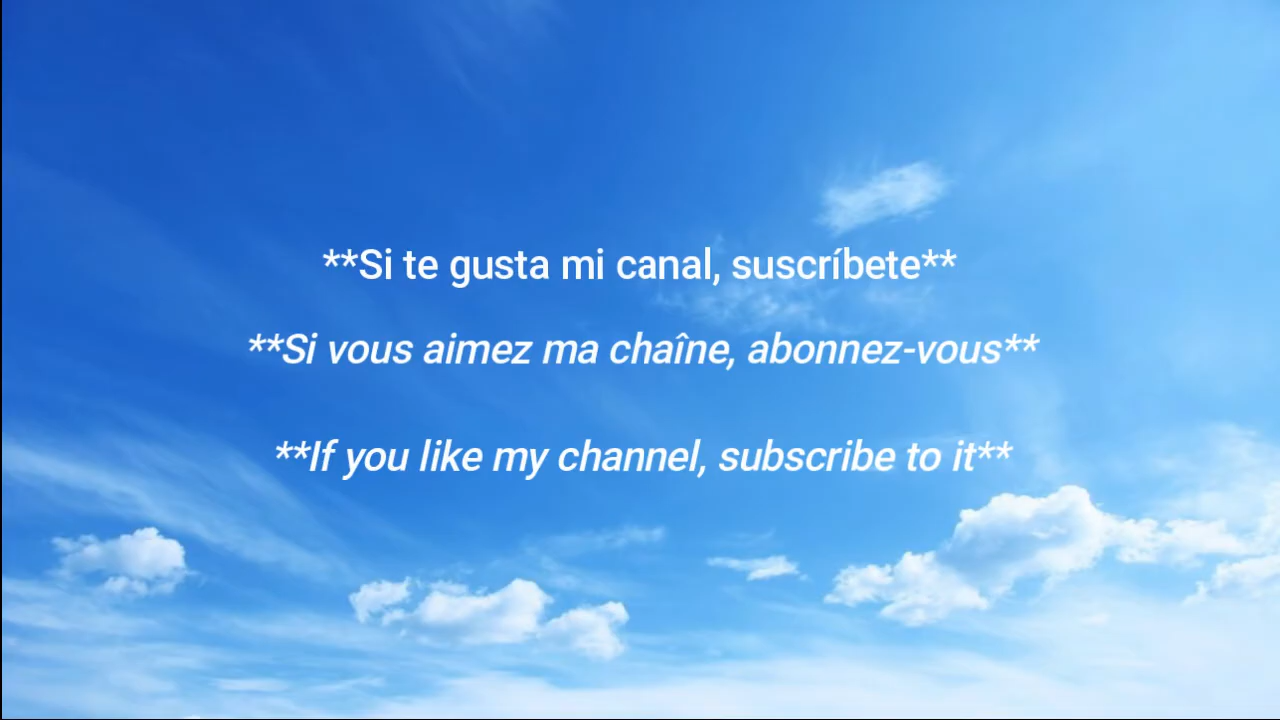 **Si te gusta mi canal, suscríbete**
**Si vous aimez ma chaîne, abonnez-vous**
**If you like my channel, subscribe to it**